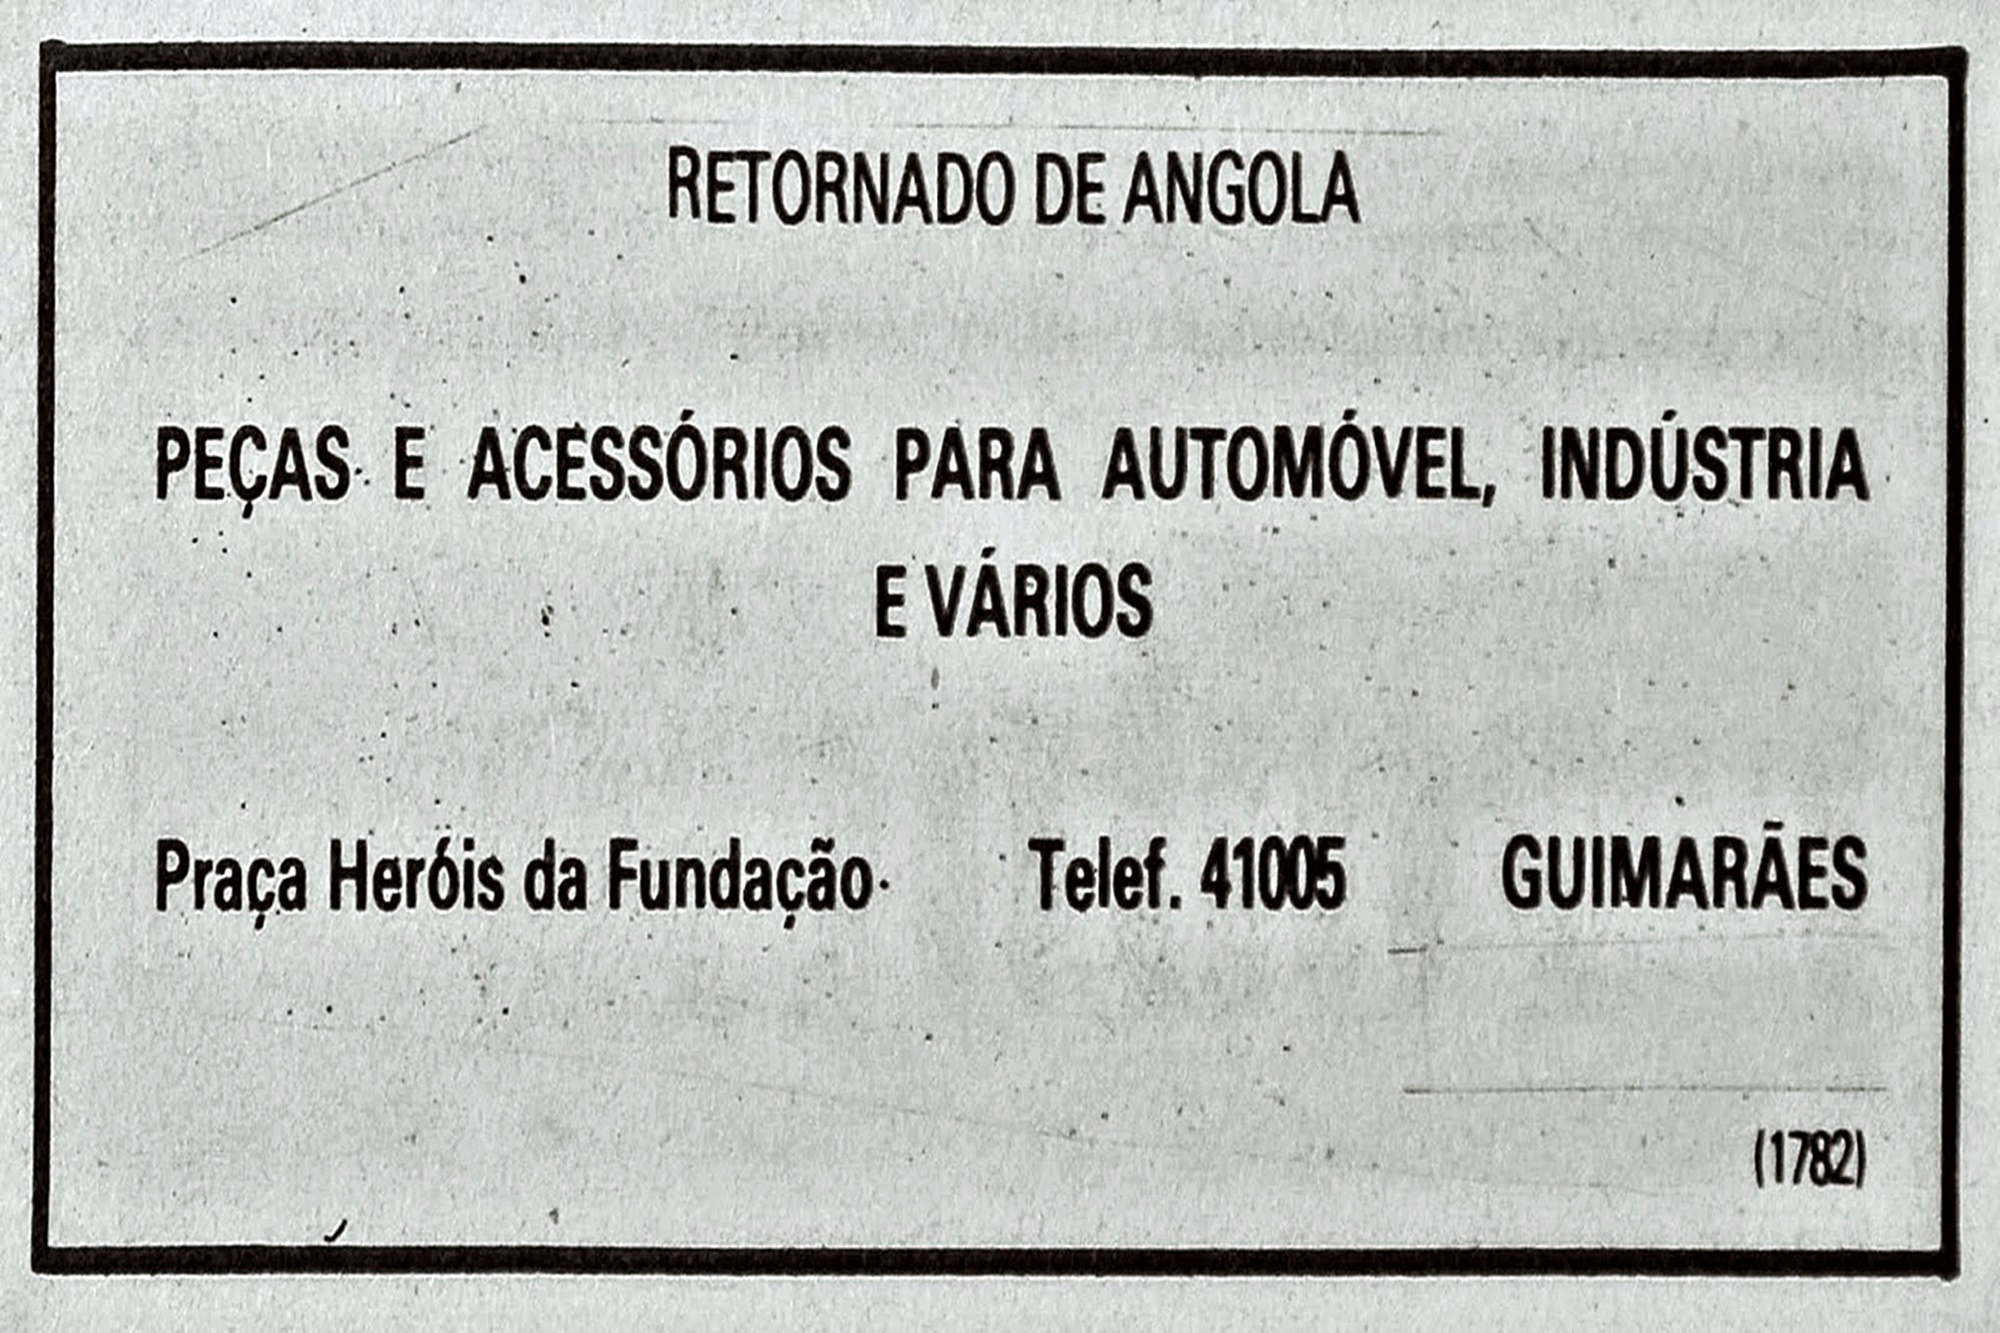 RETORNADO DE ANGOLA
PEÇAS E ACESSÓRIOS PARA AUTOMÓVEL, INDÚSTRIA
E VÁRIOS
Praça Heróis da Fundação Telef. 41005 GUIMARÃES
(1782)